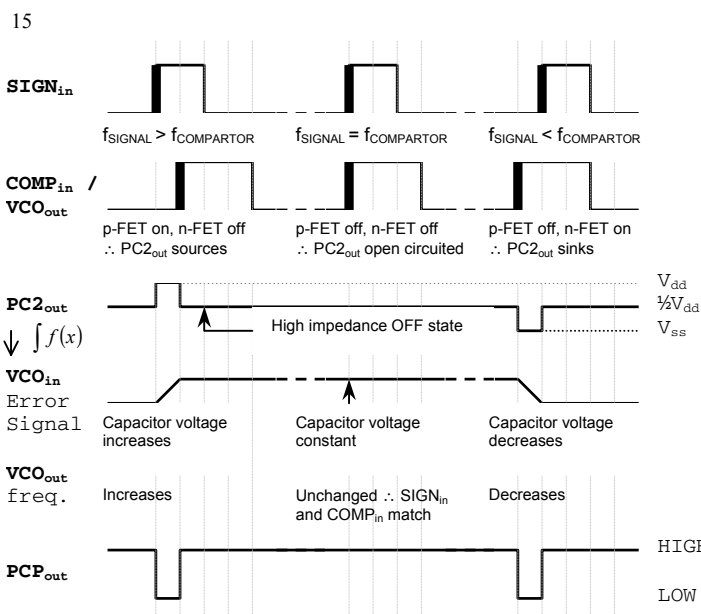 15
SIGNin
fSIGNAL > fCOMPARTOR fSIGNAL = fCOMPARTOR fSIGNAL < fCOMPARTOR
COMPin /
VCOout
p-FET on, n-FET off p-FET off, n-FET off p-FET off, n-FET on
∴ PC2out sources ∴ PC2out open circuited ∴ PC2out sinks
Vdd
PC2out ½Vdd
High impedance OFF state Vss
∫ f(x)
VCOin
Error
Signal
Capacitor voltage increases Capacitor voltage constant Capacitor voltage decreases
VCOout
freq.
Increases Unchanged ∴ SIGNin and COMPin match Decreases
HIGH
PCPout
LOW